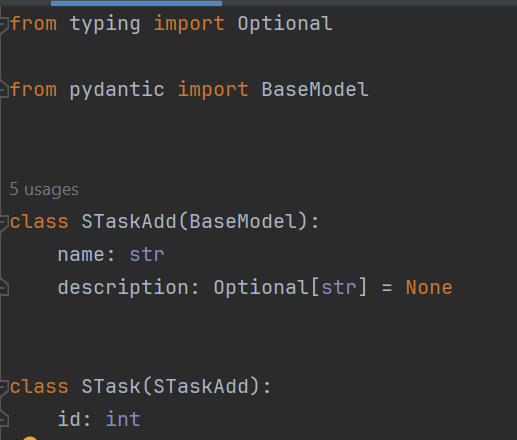 from typing import Optional
from pydantic import BaseModel
5 usages
class STaskAdd(BaseModel):
    name: str
    description: Optional[str] = None
class STask(STaskAdd):
    id: int